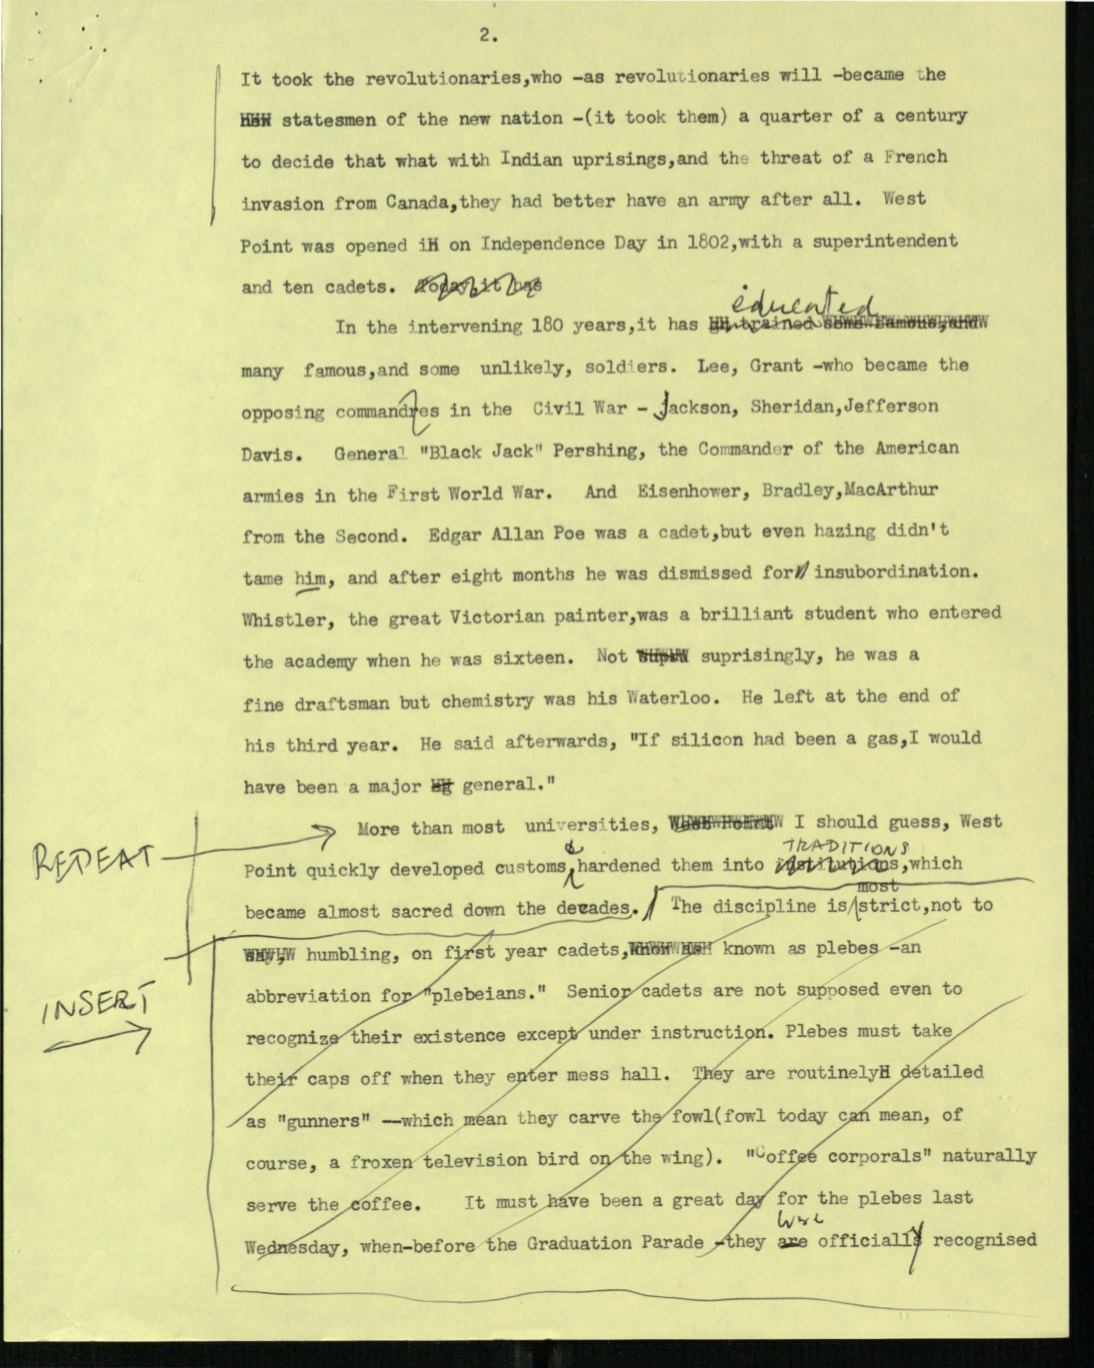 2.
It took the revolutionaries,who -as revolutionaries will -became the
statesmen of the new nation -(it took them) a quarter of a century
to decide that what with Indian uprisings,and the threat of a French
invasion from Canada,they had better have an army after all. West
Point was opened i on Independence Day in 1802,with a superintendent
and ten cadets. Today it has
educated
In the intervening 180 years,it has trained some famous,and
many famous,and some unlikely, soldiers. Lee, Grant -who became the
opposing commandres in the Civil War - Jackson, Sheridan,Jefferson
Davis. General "Black Jack" Pershing, the Commander of the American
armies in the First World War. And Eisenhower, Bradley,MacArthur
from the Second. Edgar Allan Poe was a cadet,but even hazing didn't
tame him, and after eight months he was dismissed for insubordination.
Whistler, the great Victorian painter,was a brilliant student who entered
the academy when he was sixteen. Not supr suprisingly, he was a
fine draftsman but chemistry was his Waterloo. He left at the end of
his third year. He said afterwards, "If silicon had been a gas,I would
have been a major general."
More than most universities, West Point I should guess, West
REPEAT
& TRADITIONS
Point quickly developed customs,hardened them into institutions,which
most
became almost sacred down the decades. The discipline is strict,not to
say, humbling, on first year cadets,know as known as plebes -an
INSERT
abbreviation for "plebeians." Senior cadets are not supposed even to
recognize their existence except under instruction. Plebes must take
their caps off when they enter mess hall. They are routinely detailed
as "gunners" --which mean they carve the fowl(fowl today can mean, of
course, a froxen television bird on the wing). "Coffee corporals" naturally
serve the coffee. It must have been a great day for the plebes last
were
Wednesday, when-before the Graduation Parade -they are officially recognised